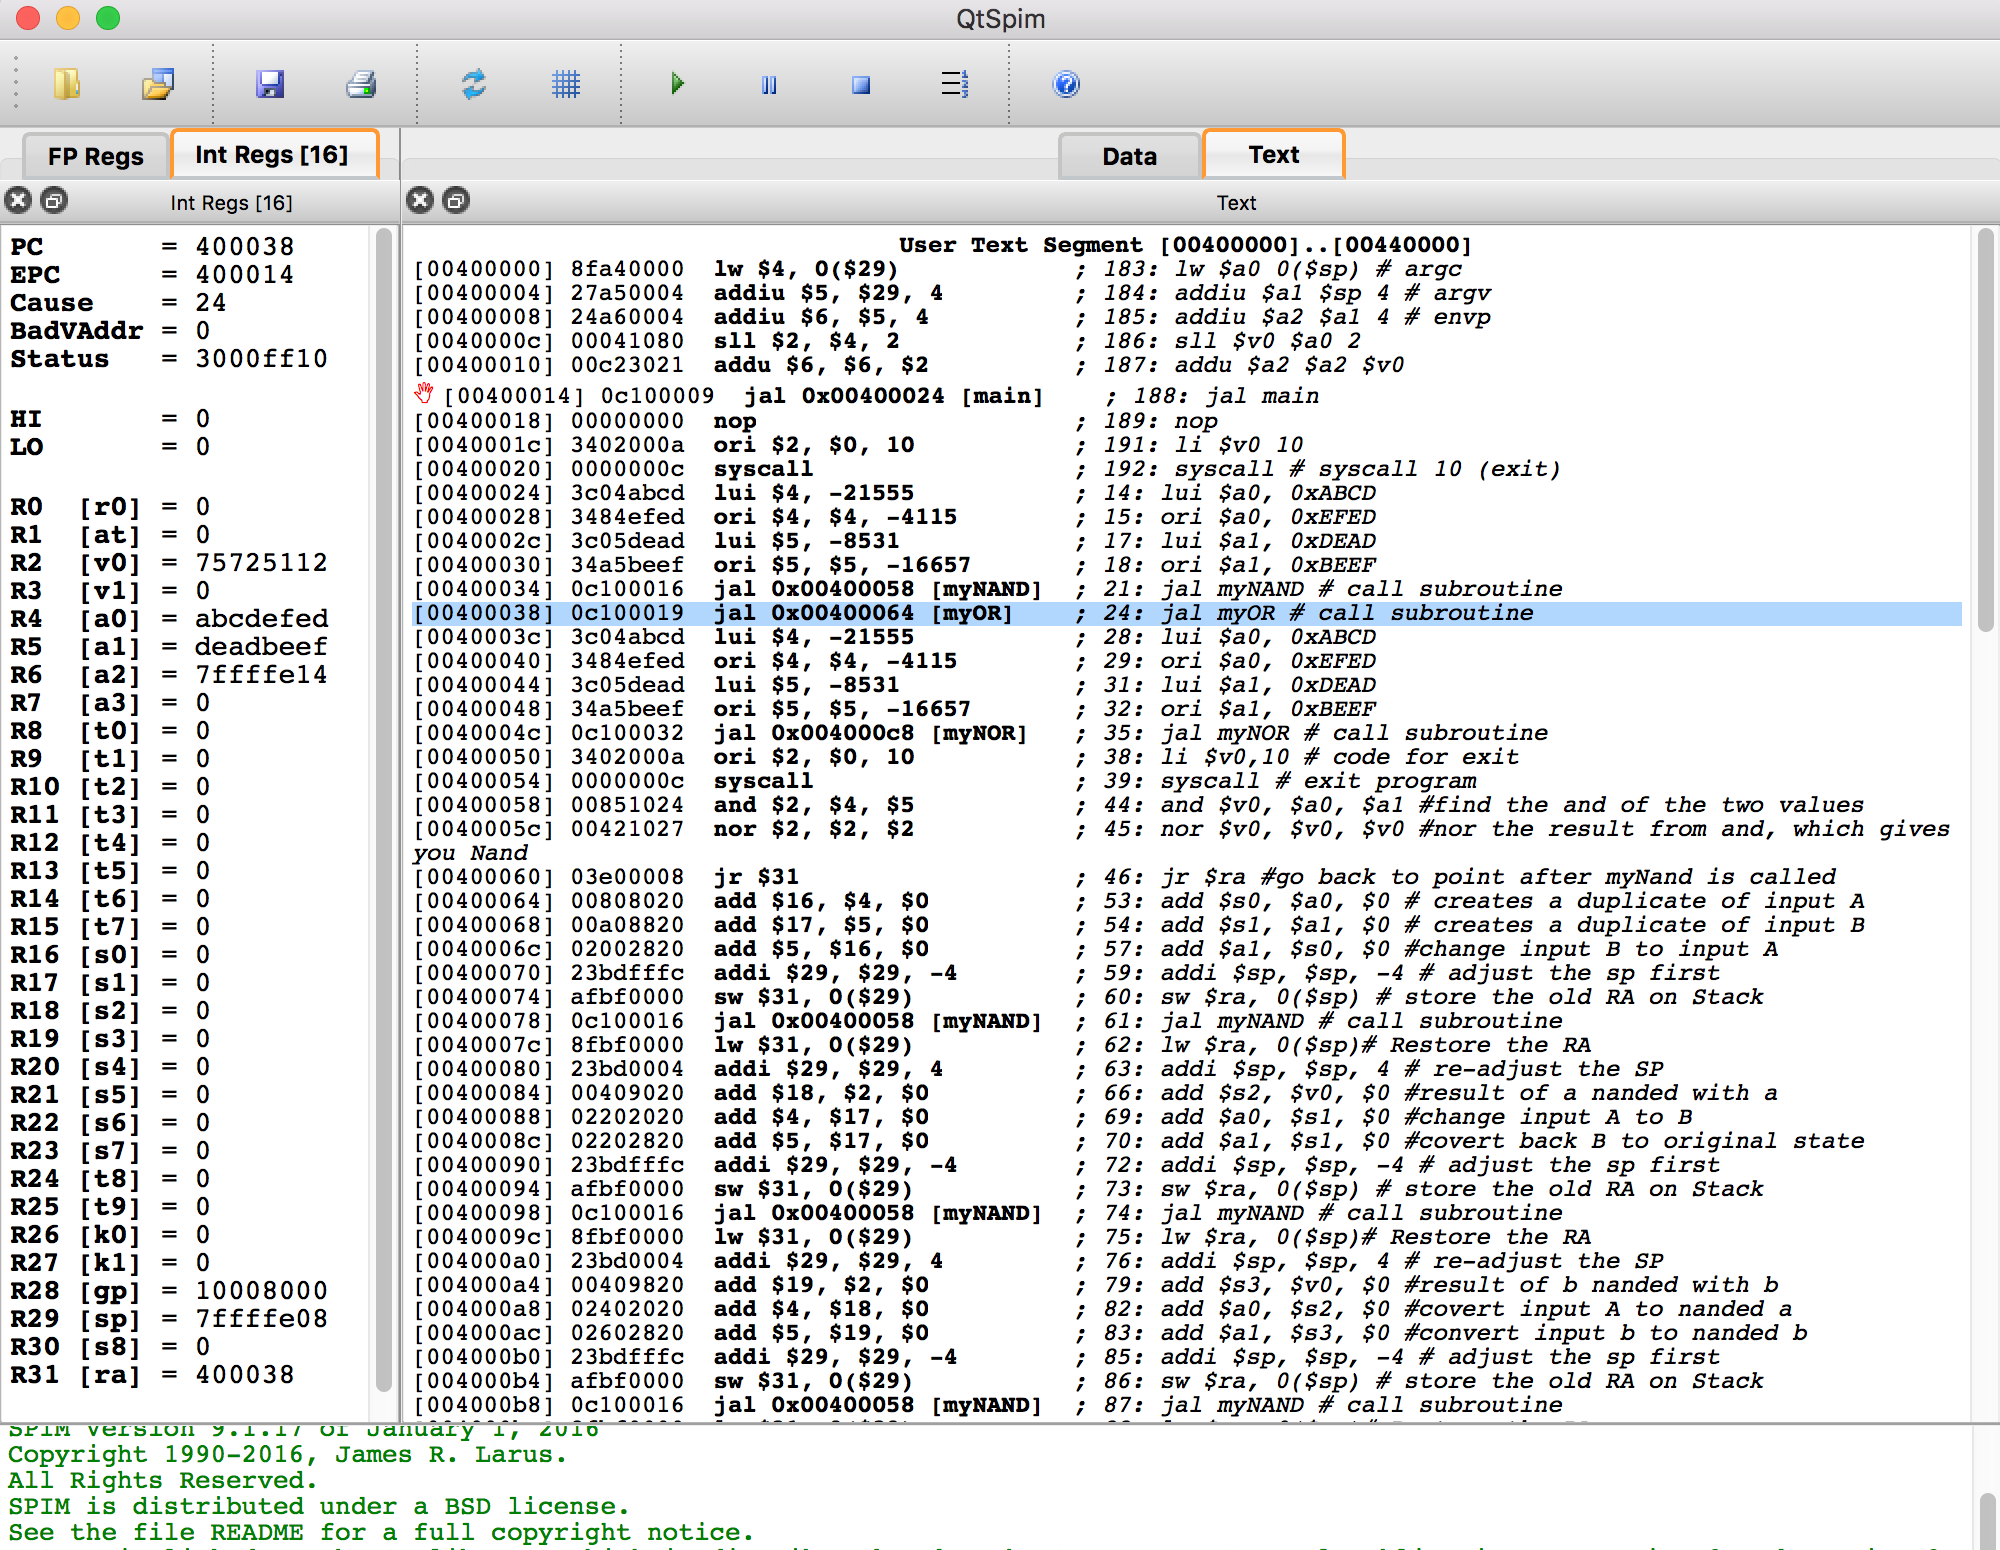 QtSpim
FP Regs
Int Regs [16]
Data
Text
Int Regs [16]
Text
PC = 400038
EPC = 400014
Cause = 24
BadVAddr = 0
Status = 3000ff10
HI = 0
LO = 0
R0 [r0] = 0
R1 [at] = 0
R2 [v0] = 75725112
R3 [v1] = 0
R4 [a0] = abcdefed
R5 [a1] = deadbeef
R6 [a2] = 7ffffe14
R7 [a3] = 0
R8 [t0] = 0
R9 [t1] = 0
R10 [t2] = 0
R11 [t3] = 0
R12 [t4] = 0
R13 [t5] = 0
R14 [t6] = 0
R15 [t7] = 0
R16 [s0] = 0
R17 [s1] = 0
R18 [s2] = 0
R19 [s3] = 0
R20 [s4] = 0
R21 [s5] = 0
R22 [s6] = 0
R23 [s7] = 0
R24 [t8] = 0
R25 [t9] = 0
R26 [k0] = 0
R27 [k1] = 0
R28 [gp] = 10008000
R29 [sp] = 7ffffe08
R30 [s8] = 0
R31 [ra] = 400038
User Text Segment [00400000]..[00440000]
[00400000] 8fa40000 lw $4, 0($29) ; 183: lw $a0 0($sp) # argc
[00400004] 27a50004 addiu $5, $29, 4 ; 184: addiu $a1 $sp 4 # argv
[00400008] 24a60004 addiu $6, $5, 4 ; 185: addiu $a2 $a1 4 # envp
[0040000c] 00041080 sll $2, $4, 2 ; 186: sll $v0 $a0 2
[00400010] 00c23021 addu $6, $6, $2 ; 187: addu $a2 $a2 $v0
[00400014] 0c100009 jal 0x00400024 [main] ; 188: jal main
[00400018] 00000000 nop ; 189: nop
[0040001c] 3402000a ori $2, $0, 10 ; 191: li $v0 10
[00400020] 0000000c syscall ; 192: syscall # syscall 10 (exit)
[00400024] 3c04abcd lui $4, -21555 ; 14: lui $a0, 0xABCD
[00400028] 3484efed ori $4, $4, -4115 ; 15: ori $a0, 0xEFED
[0040002c] 3c05dead lui $5, -8531 ; 17: lui $a1, 0xDEAD
[00400030] 34a5beef ori $5, $5, -16657 ; 18: ori $a1, 0xBEEF
[00400034] 0c100016 jal 0x00400058 [myNAND] ; 21: jal myNAND # call subroutine
[00400038] 0c100019 jal 0x00400064 [myOR] ; 24: jal myOR # call subroutine
[0040003c] 3c04abcd lui $4, -21555 ; 28: lui $a0, 0xABCD
[00400040] 3484efed ori $4, $4, -4115 ; 29: ori $a0, 0xEFED
[00400044] 3c05dead lui $5, -8531 ; 31: lui $a1, 0xDEAD
[00400048] 34a5beef ori $5, $5, -16657 ; 32: ori $a1, 0xBEEF
[0040004c] 0c100032 jal 0x004000c8 [myNOR] ; 35: jal myNOR # call subroutine
[00400050] 3402000a ori $2, $0, 10 ; 38: li $v0,10 # code for exit
[00400054] 0000000c syscall ; 39: syscall # exit program
[00400058] 00851024 and $2, $4, $5 ; 44: and $v0, $a0, $a1 #find the and of the two values
[0040005c] 00421027 nor $2, $2, $2 ; 45: nor $v0, $v0, $v0 #nor the result from and, which gives
you Nand
[00400060] 03e00008 jr $31 ; 46: jr $ra #go back to point after myNand is called
[00400064] 00808020 add $16, $4, $0 ; 53: add $s0, $a0, $0 # creates a duplicate of input A
[00400068] 00a08820 add $17, $5, $0 ; 54: add $s1, $a1, $0 # creates a duplicate of input B
[0040006c] 02002820 add $5, $16, $0 ; 57: add $a1, $s0, $0 #change input B to input A
[00400070] 23bdfffc addi $29, $29, -4 ; 59: addi $sp, $sp, -4 # adjust the sp first
[00400074] afbf0000 sw $31, 0($29) ; 60: sw $ra, 0($sp) # store the old RA on Stack
[00400078] 0c100016 jal 0x00400058 [myNAND] ; 61: jal myNAND # call subroutine
[0040007c] 8fbf0000 lw $31, 0($29) ; 62: lw $ra, 0($sp)# Restore the RA
[00400080] 23bd0004 addi $29, $29, 4 ; 63: addi $sp, $sp, 4 # re-adjust the SP
[00400084] 00409020 add $18, $2, $0 ; 66: add $s2, $v0, $0 #result of a nanded with a
[00400088] 02202020 add $4, $17, $0 ; 69: add $a0, $s1, $0 #change input A to B
[0040008c] 02202820 add $5, $17, $0 ; 70: add $a1, $s1, $0 #covert back B to original state
[00400090] 23bdfffc addi $29, $29, -4 ; 72: addi $sp, $sp, -4 # adjust the sp first
[00400094] afbf0000 sw $31, 0($29) ; 73: sw $ra, 0($sp) # store the old RA on Stack
[00400098] 0c100016 jal 0x00400058 [myNAND] ; 74: jal myNAND # call subroutine
[0040009c] 8fbf0000 lw $31, 0($29) ; 75: lw $ra, 0($sp)# Restore the RA
[004000a0] 23bd0004 addi $29, $29, 4 ; 76: addi $sp, $sp, 4 # re-adjust the SP
[004000a4] 00409820 add $19, $2, $0 ; 79: add $s3, $v0, $0 #result of b nanded with b
[004000a8] 02402020 add $4, $18, $0 ; 82: add $a0, $s2, $0 #covert input A to nanded a
[004000ac] 02602820 add $5, $19, $0 ; 83: add $a1, $s3, $0 #convert input b to nanded b
[004000b0] 23bdfffc addi $29, $29, -4 ; 85: addi $sp, $sp, -4 # adjust the sp first
[004000b4] afbf0000 sw $31, 0($29) ; 86: sw $ra, 0($sp) # store the old RA on Stack
[004000b8] 0c100016 jal 0x00400058 [myNAND] ; 87: jal myNAND # call subroutine
SPIM Version 9.1.17 of January 1, 2016
Copyright 1990-2016, James R. Larus.
All Rights Reserved.
SPIM is distributed under a BSD license.
See the file README for a full copyright notice.